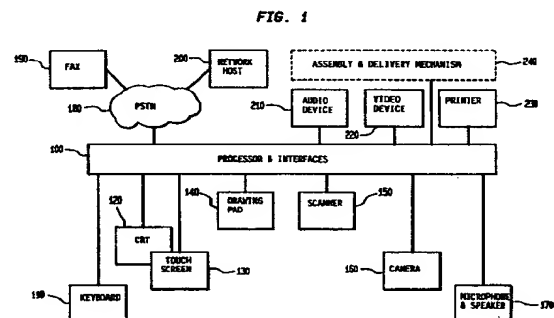 FIG. 1
190
FAX
200
NETWORK
HOST
ASSEMBLY & DELIVERY MECHANISM
240
180
PSTN
210
AUDIO
DEVICE
VIDEO
DEVICE
220
PRINTER
230
100
PROCESSOR & INTERFACES
120
CRT
TOUCH
SCREEN
130
140
DRAWING
PAD
SCANNER
150
160
CAMERA
110
KEYBOARD
MICROPHONE
& SPEAKER
170